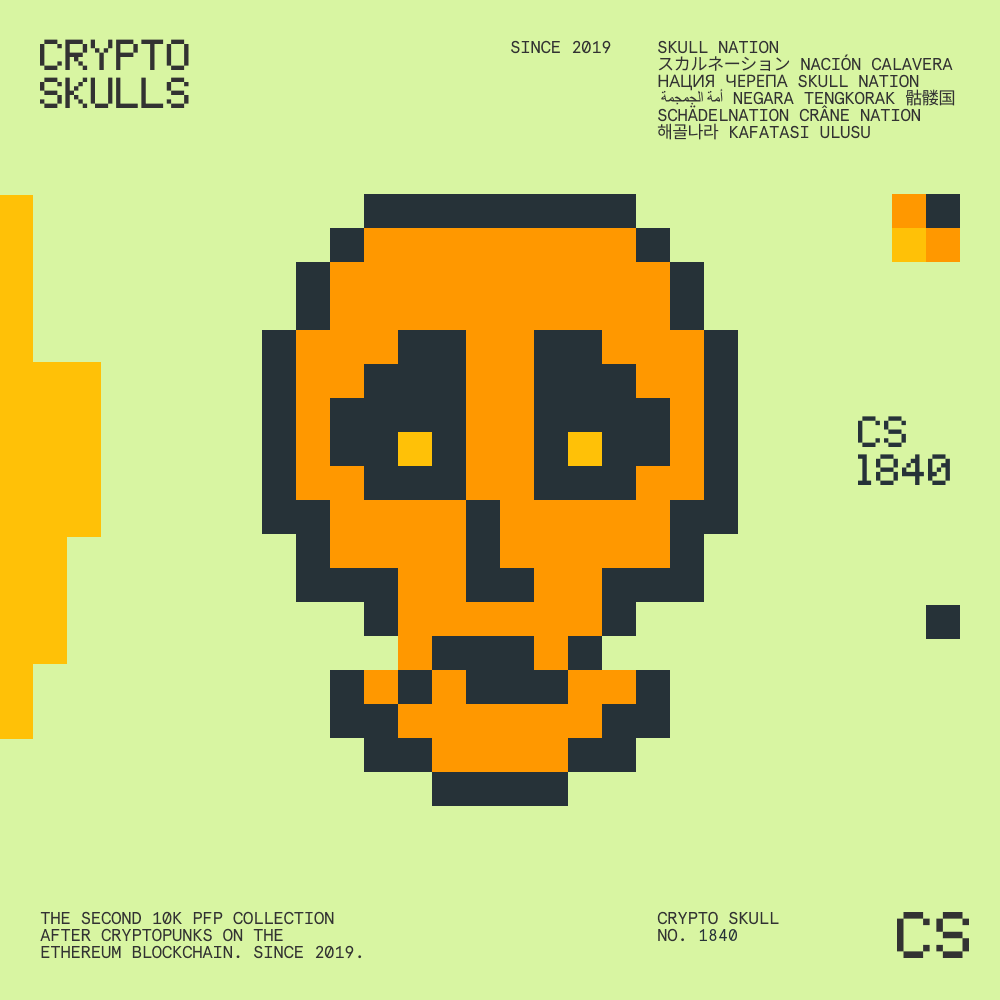 CRYPTO
SKULLS
SINCE 2019
SKULL NATION
スカルネーション NACIÓN CALAVERA
НАЦИЯ ЧЕРЕПА SKULL NATION
أمة الجمجمة NEGARA TENGKORAK 骷髅国
SCHÄDELNATION CRÂNE NATION
해골나라 KAFATASI ULUSU
CS
1840
THE SECOND 10K PFP COLLECTION
AFTER CRYPTOPUNKS ON THE
ETHEREUM BLOCKCHAIN. SINCE 2019.
CRYPTO SKULL
NO. 1840
CS